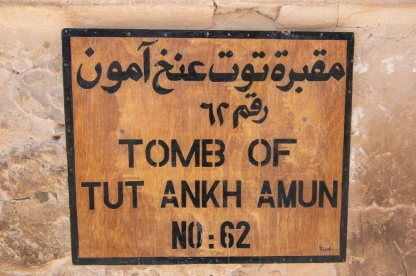 مقبرة توت عنخ آمون
رقم ٦٢
TOMB OF
TUT ANKH AMUN
NO: 62